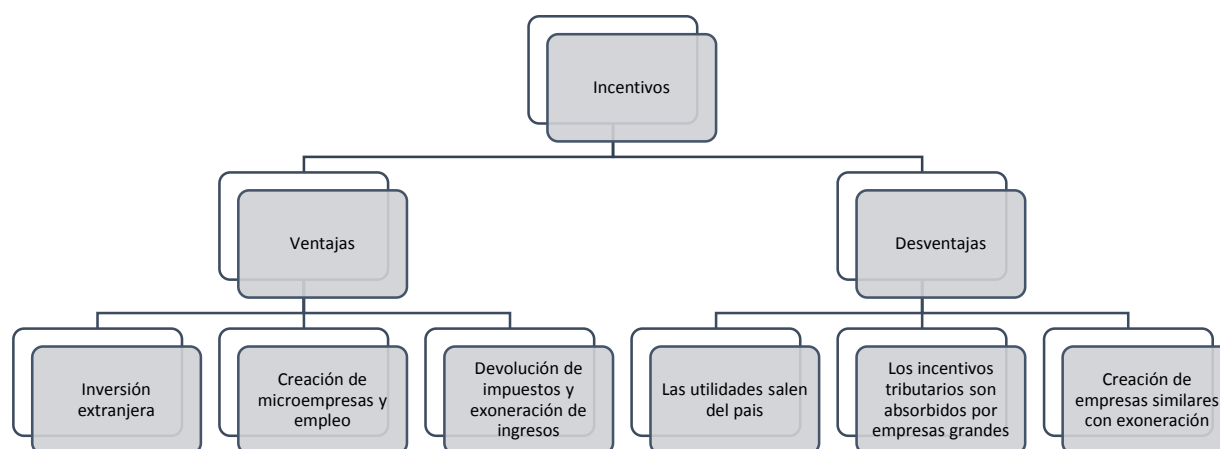 Incentivos
Ventajas
Desventajas
Inversión
extranjera
Creación de
microempresas y
empleo
Devolución de
impuestos y
exoneración de
ingresos
Las utilidades salen
del pais
Los incentivos
tributarios son
absorbidos por
empresas grandes
Creación de
empresas similares
con exoneración